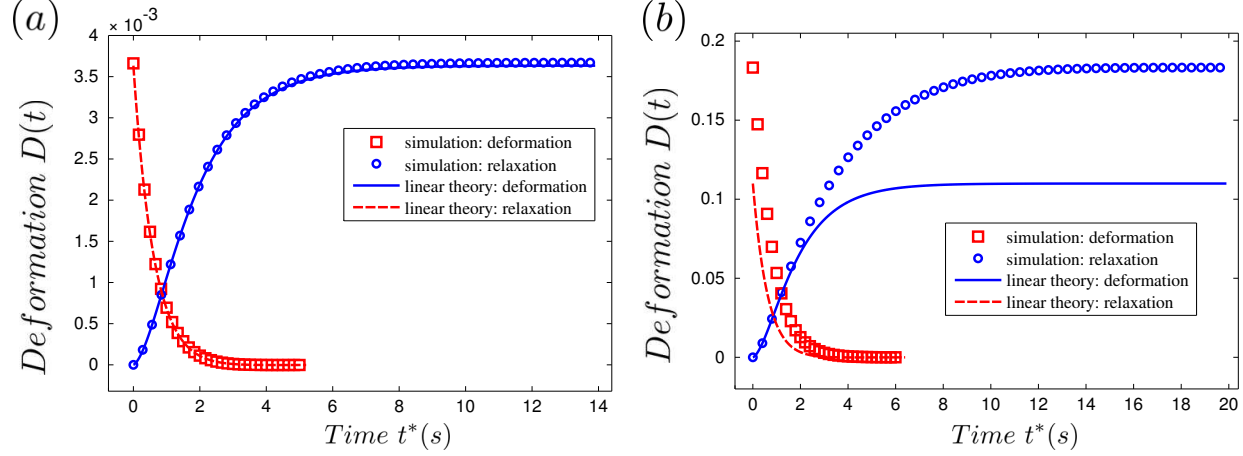 (a)
× 10⁻³
4
3.5
3
2.5
2
1.5
1
0.5
0
Deformation D(t)
simulation: deformation
simulation: relaxation
linear theory: deformation
linear theory: relaxation
0 2 4 6 8 10 12 14
Time t*(s)
(b)
0.2
0.15
0.1
0.05
0
Deformation D(t)
simulation: deformation
simulation: relaxation
linear theory: deformation
linear theory: relaxation
0 2 4 6 8 10 12 14 16 18 20
Time t*(s)